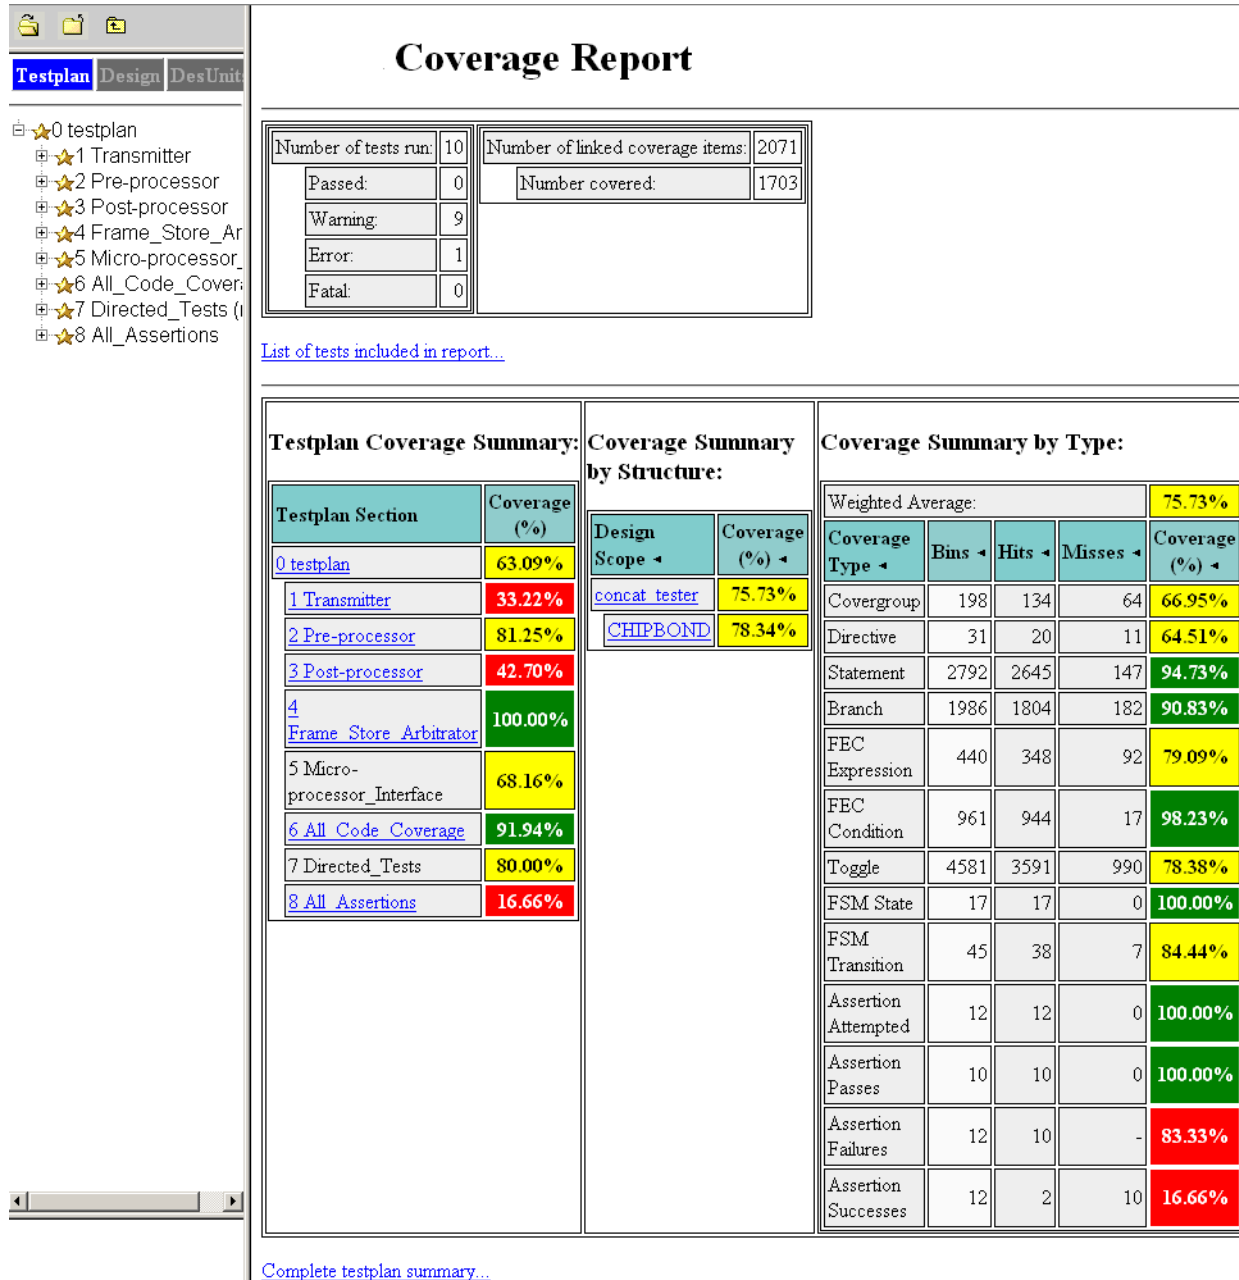 Testplan Design DesUnit
0 testplan
1 Transmitter
2 Pre-processor
3 Post-processor
4 Frame_Store_Ar
5 Micro-processor_
6 All_Code_Cover
7 Directed_Tests (
8 All_Assertions
Coverage Report
Number of tests run: 10 Number of linked coverage items: 2071
Passed: 0 Number covered: 1703
Warning: 9
Error: 1
Fatal: 0
List of tests included in report...
Testplan Coverage Summary:
Testplan Section Coverage
(%)
0 testplan 63.09%
1 Transmitter 33.22%
2 Pre-processor 81.25%
3 Post-processor 42.70%
4
Frame_Store_Arbitrator 100.00%
5 Micro-
processor_Interface 68.16%
6 All_Code_Coverage 91.94%
7 Directed_Tests 80.00%
8 All_Assertions 16.66%
Coverage Summary
by Structure:
Design
Scope Coverage
(%)
concat_tester 75.73%
CHIPBOND 78.34%
Coverage Summary by Type:
Weighted Average: 75.73%
Coverage
Type Bins Hits Misses Coverage
(%)
Covergroup 198 134 64 66.95%
Directive 31 20 11 64.51%
Statement 2792 2645 147 94.73%
Branch 1986 1804 182 90.83%
FEC
Expression 440 348 92 79.09%
FEC
Condition 961 944 17 98.23%
Toggle 4581 3591 990 78.38%
FSM State 17 17 0 100.00%
FSM
Transition 45 38 7 84.44%
Assertion
Attempted 12 12 0 100.00%
Assertion
Passes 10 10 0 100.00%
Assertion
Failures 12 10 - 83.33%
Assertion
Successes 12 2 10 16.66%
Complete testplan summary...